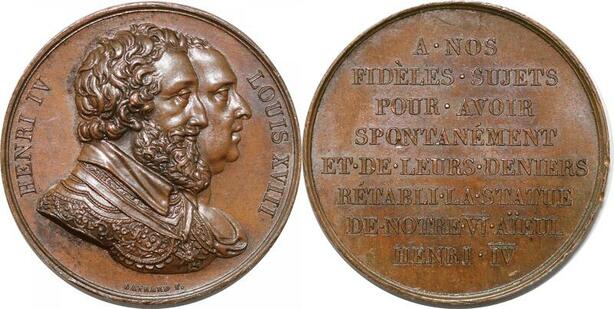 HENRI IV
LOUIS XVIII
GAYRARD F.
A · NOS
FIDÈLES · SUJETS
POUR · AVOIR
SPONTANÉMENT
ET · DE · LEURS · DENIERS
RÉTABLI · LA · STATUE
DE · NOTRE · VI · AÏEUL
HENRI · IV